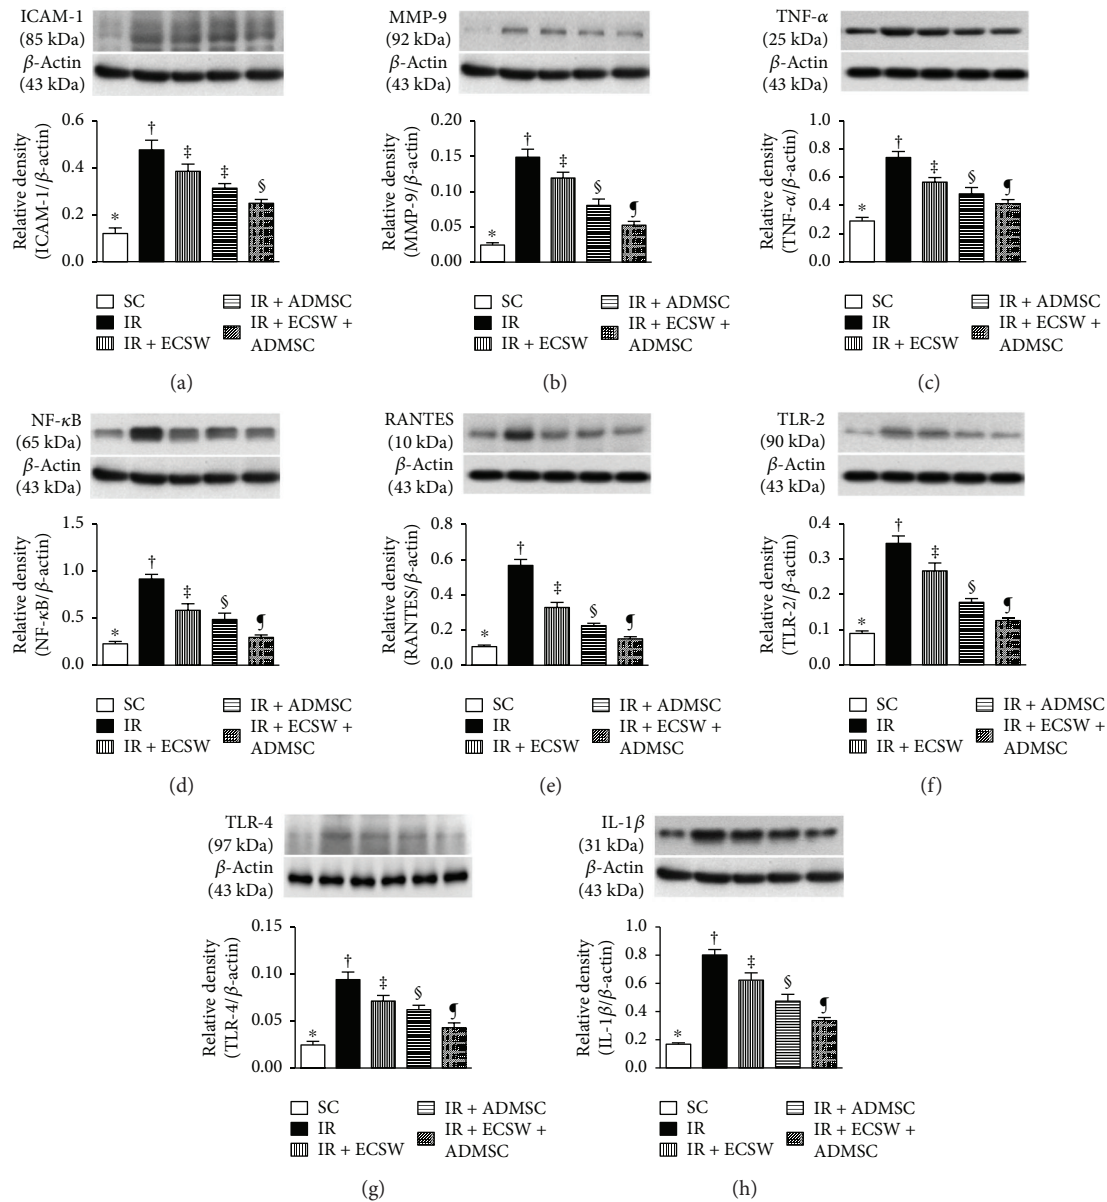 ICAM-1
(85 kDa)
β-Actin
(43 kDa)
Relative density
(ICAM-1/β-actin)
0.6
0.4
0.2
0.0
*
†
‡
‡
§
SC
IR
IR + ECSW
IR + ADMSC
IR + ECSW +
ADMSC
(a)
MMP-9
(92 kDa)
β-Actin
(43 kDa)
Relative density
(MMP-9/β-actin)
0.20
0.15
0.10
0.05
0.00
*
†
‡
§
¶
SC
IR
IR + ECSW
IR + ADMSC
IR + ECSW +
ADMSC
(b)
TNF-α
(25 kDa)
β-Actin
(43 kDa)
Relative density
(TNF-α/β-actin)
1.0
0.8
0.6
0.4
0.2
0.0
*
†
‡
§
¶
SC
IR
IR + ECSW
IR + ADMSC
IR + ECSW +
ADMSC
(c)
NF-κB
(65 kDa)
β-Actin
(43 kDa)
Relative density
(NF-κB/β-actin)
1.5
1.0
0.5
0.0
*
†
‡
§
¶
SC
IR
IR + ECSW
IR + ADMSC
IR + ECSW +
ADMSC
(d)
RANTES
(10 kDa)
β-Actin
(43 kDa)
Relative density
(RANTES/β-actin)
0.8
0.6
0.4
0.2
0.0
*
†
‡
§
¶
SC
IR
IR + ECSW
IR + ADMSC
IR + ECSW +
ADMSC
(e)
TLR-2
(90 kDa)
β-Actin
(43 kDa)
Relative density
(TLR-2/β-actin)
0.4
0.3
0.2
0.1
0.0
*
†
‡
§
¶
SC
IR
IR + ECSW
IR + ADMSC
IR + ECSW +
ADMSC
(f)
TLR-4
(97 kDa)
β-Actin
(43 kDa)
Relative density
(TLR-4/β-actin)
0.15
0.10
0.05
0.00
*
†
‡
§
¶
SC
IR
IR + ECSW
IR + ADMSC
IR + ECSW +
ADMSC
(g)
IL-1β
(31 kDa)
β-Actin
(43 kDa)
Relative density
(IL-1β/β-actin)
1.0
0.8
0.6
0.4
0.2
0.0
*
†
‡
§
¶
SC
IR
IR + ECSW
IR + ADMSC
IR + ECSW +
ADMSC
(h)